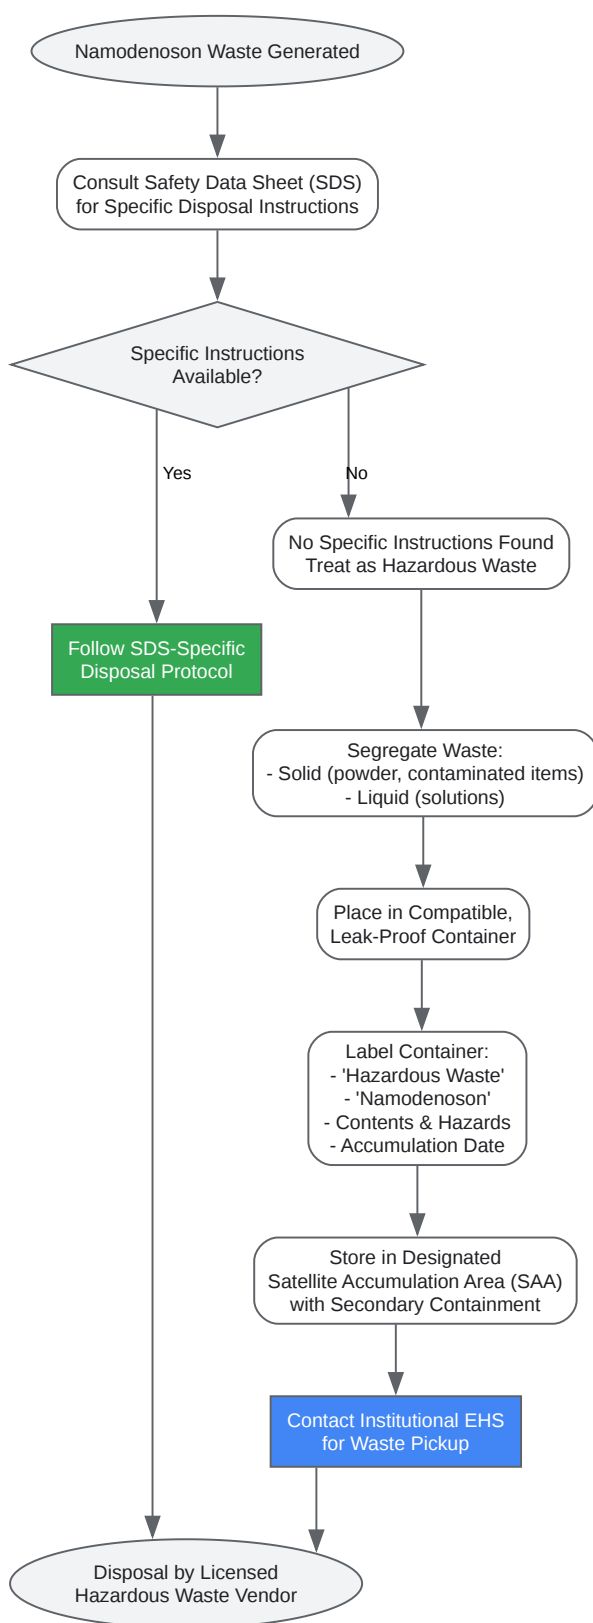 Namodenoson Waste Generated
Consult Safety Data Sheet (SDS)
for Specific Disposal Instructions
Specific Instructions
Available?
Yes
No
No Specific Instructions Found
Treat as Hazardous Waste
Follow SDS-Specific
Disposal Protocol
Segregate Waste:
- Solid (powder, contaminated items)
- Liquid (solutions)
Place in Compatible,
Leak-Proof Container
Label Container:
- 'Hazardous Waste'
- 'Namodenoson'
- Contents & Hazards
- Accumulation Date
Store in Designated
Satellite Accumulation Area (SAA)
with Secondary Containment
Contact Institutional EHS
for Waste Pickup
Disposal by Licensed
Hazardous Waste Vendor